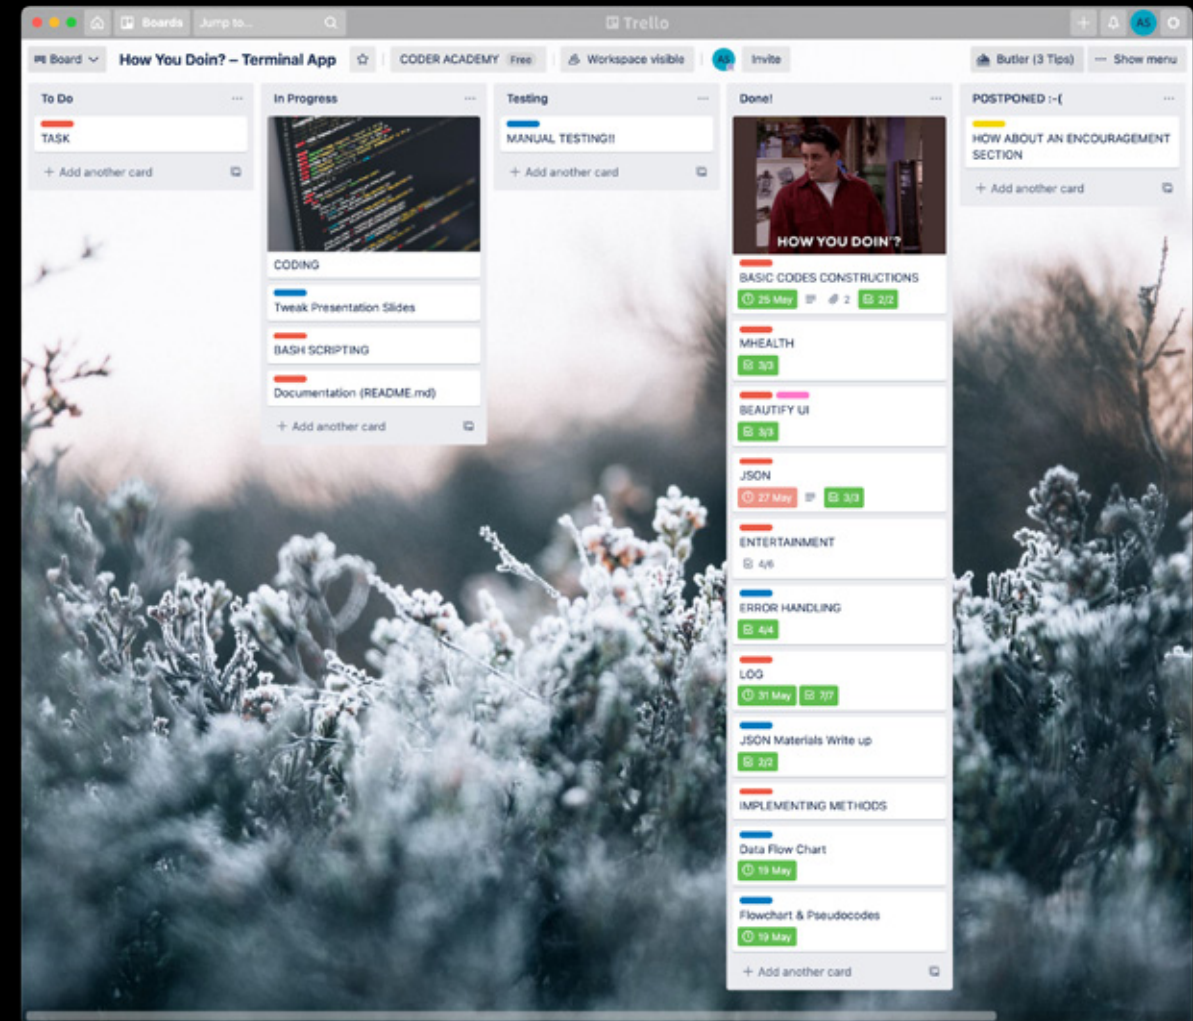 Boards
Jump to...
Trello
AS
Board
How You Doin? – Terminal App
CODER ACADEMY Free
Workspace visible
AS
Invite
Butler (3 Tips)
Show menu
To Do
TASK
+ Add another card
In Progress
CODING
Tweak Presentation Slides
BASH SCRIPTING
Documentation (README.md)
+ Add another card
Testing
MANUAL TESTING!!
+ Add another card
Done!
HOW YOU DOIN'?
BASIC CODES CONSTRUCTIONS
25 May 2 2/2
MHEALTH
3/3
BEAUTIFY UI
3/3
JSON
27 May 3/3
ENTERTAINMENT
4/6
ERROR HANDLING
4/4
LOG
31 May 7/7
JSON Materials Write up
2/2
IMPLEMENTING METHODS
Data Flow Chart
19 May
Flowchart & Pseudocodes
19 May
+ Add another card
POSTPONED :-(
HOW ABOUT AN ENCOURAGEMENT
SECTION
+ Add another card